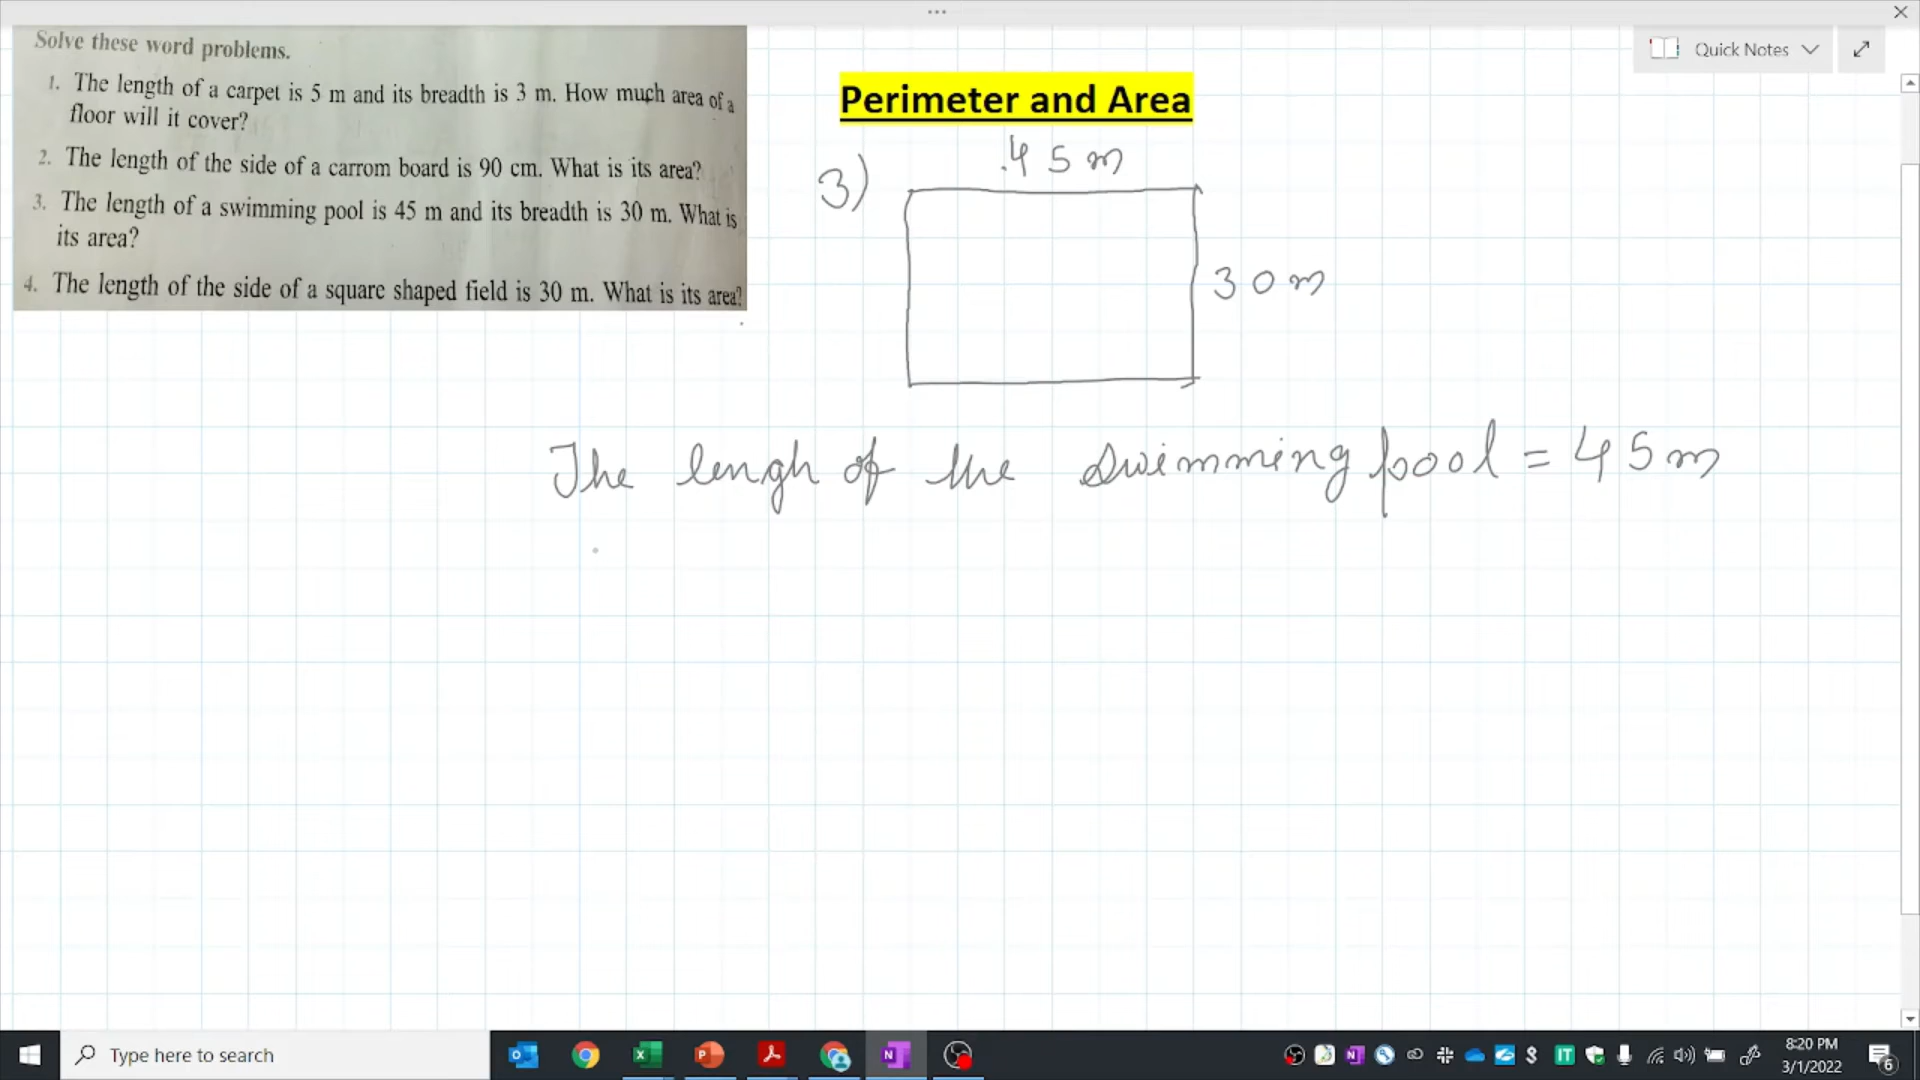 Solve these word problems.
1. The length of a carpet is 5 m and its breadth is 3 m. How much area of a
floor will it cover?
2. The length of the side of a carrom board is 90 cm. What is its area?
3. The length of a swimming pool is 45 m and its breadth is 30 m. What is
its area?
4. The length of the side of a square shaped field is 30 m. What is its area?
Quick Notes
Perimeter and Area
3)
45 m
30 m
The lengh of the swimming pool = 45 m
Type here to search
8:20 PM
3/1/2022
6